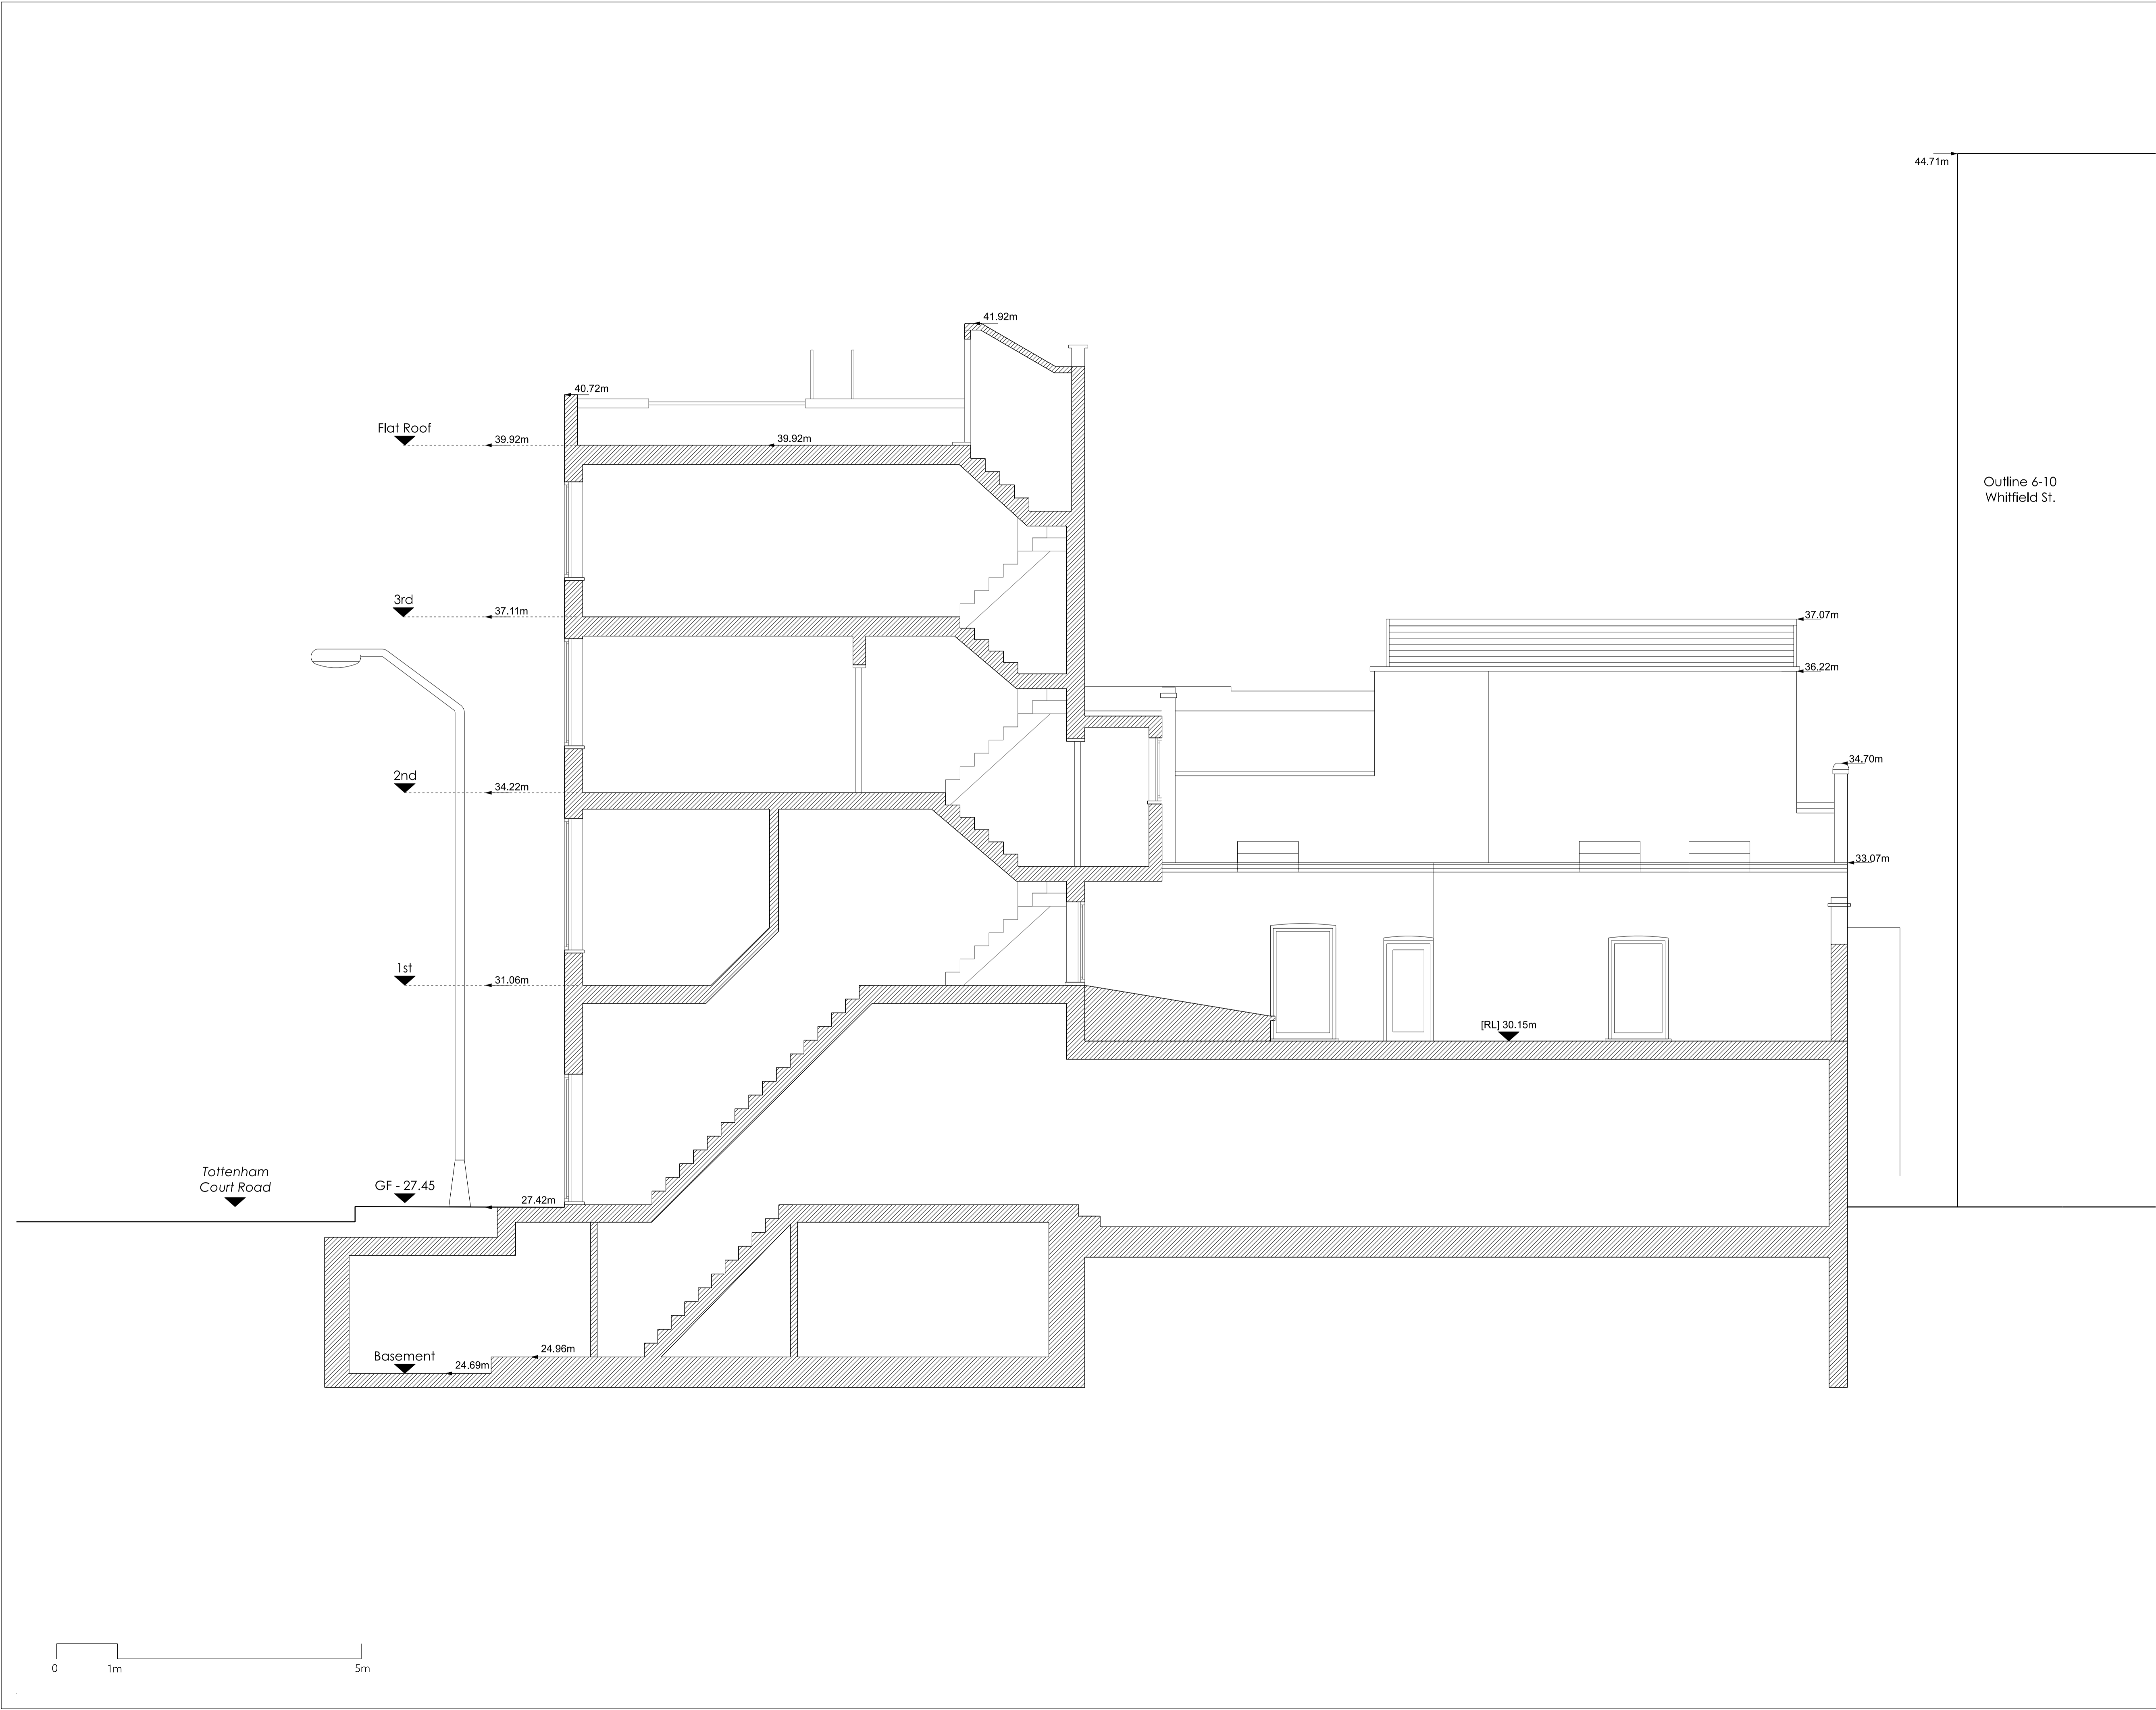 44.71m
41.92m
40.72m
Flat Roof
39.92m
39.92m
Outline 6-10
Whitfield St.
3rd
37.11m
37.07m
36.22m
34.70m
2nd
34.22m
33.07m
1st
31.06m
[RL] 30.15m
Tottenham
Court Road
GF - 27.45
27.42m
24.96m
Basement
24.69m
0
1m
5m